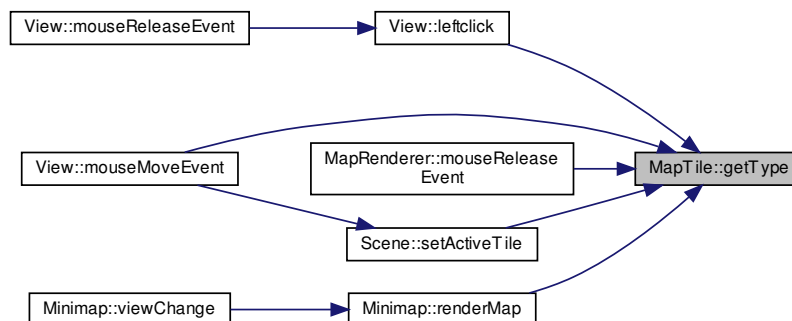 View::mouseReleaseEvent
View::leftclick
View::mouseMoveEvent
MapRenderer::mouseRelease
Event
MapTile::getType
Scene::setActiveTile
Minimap::viewChange
Minimap::renderMap